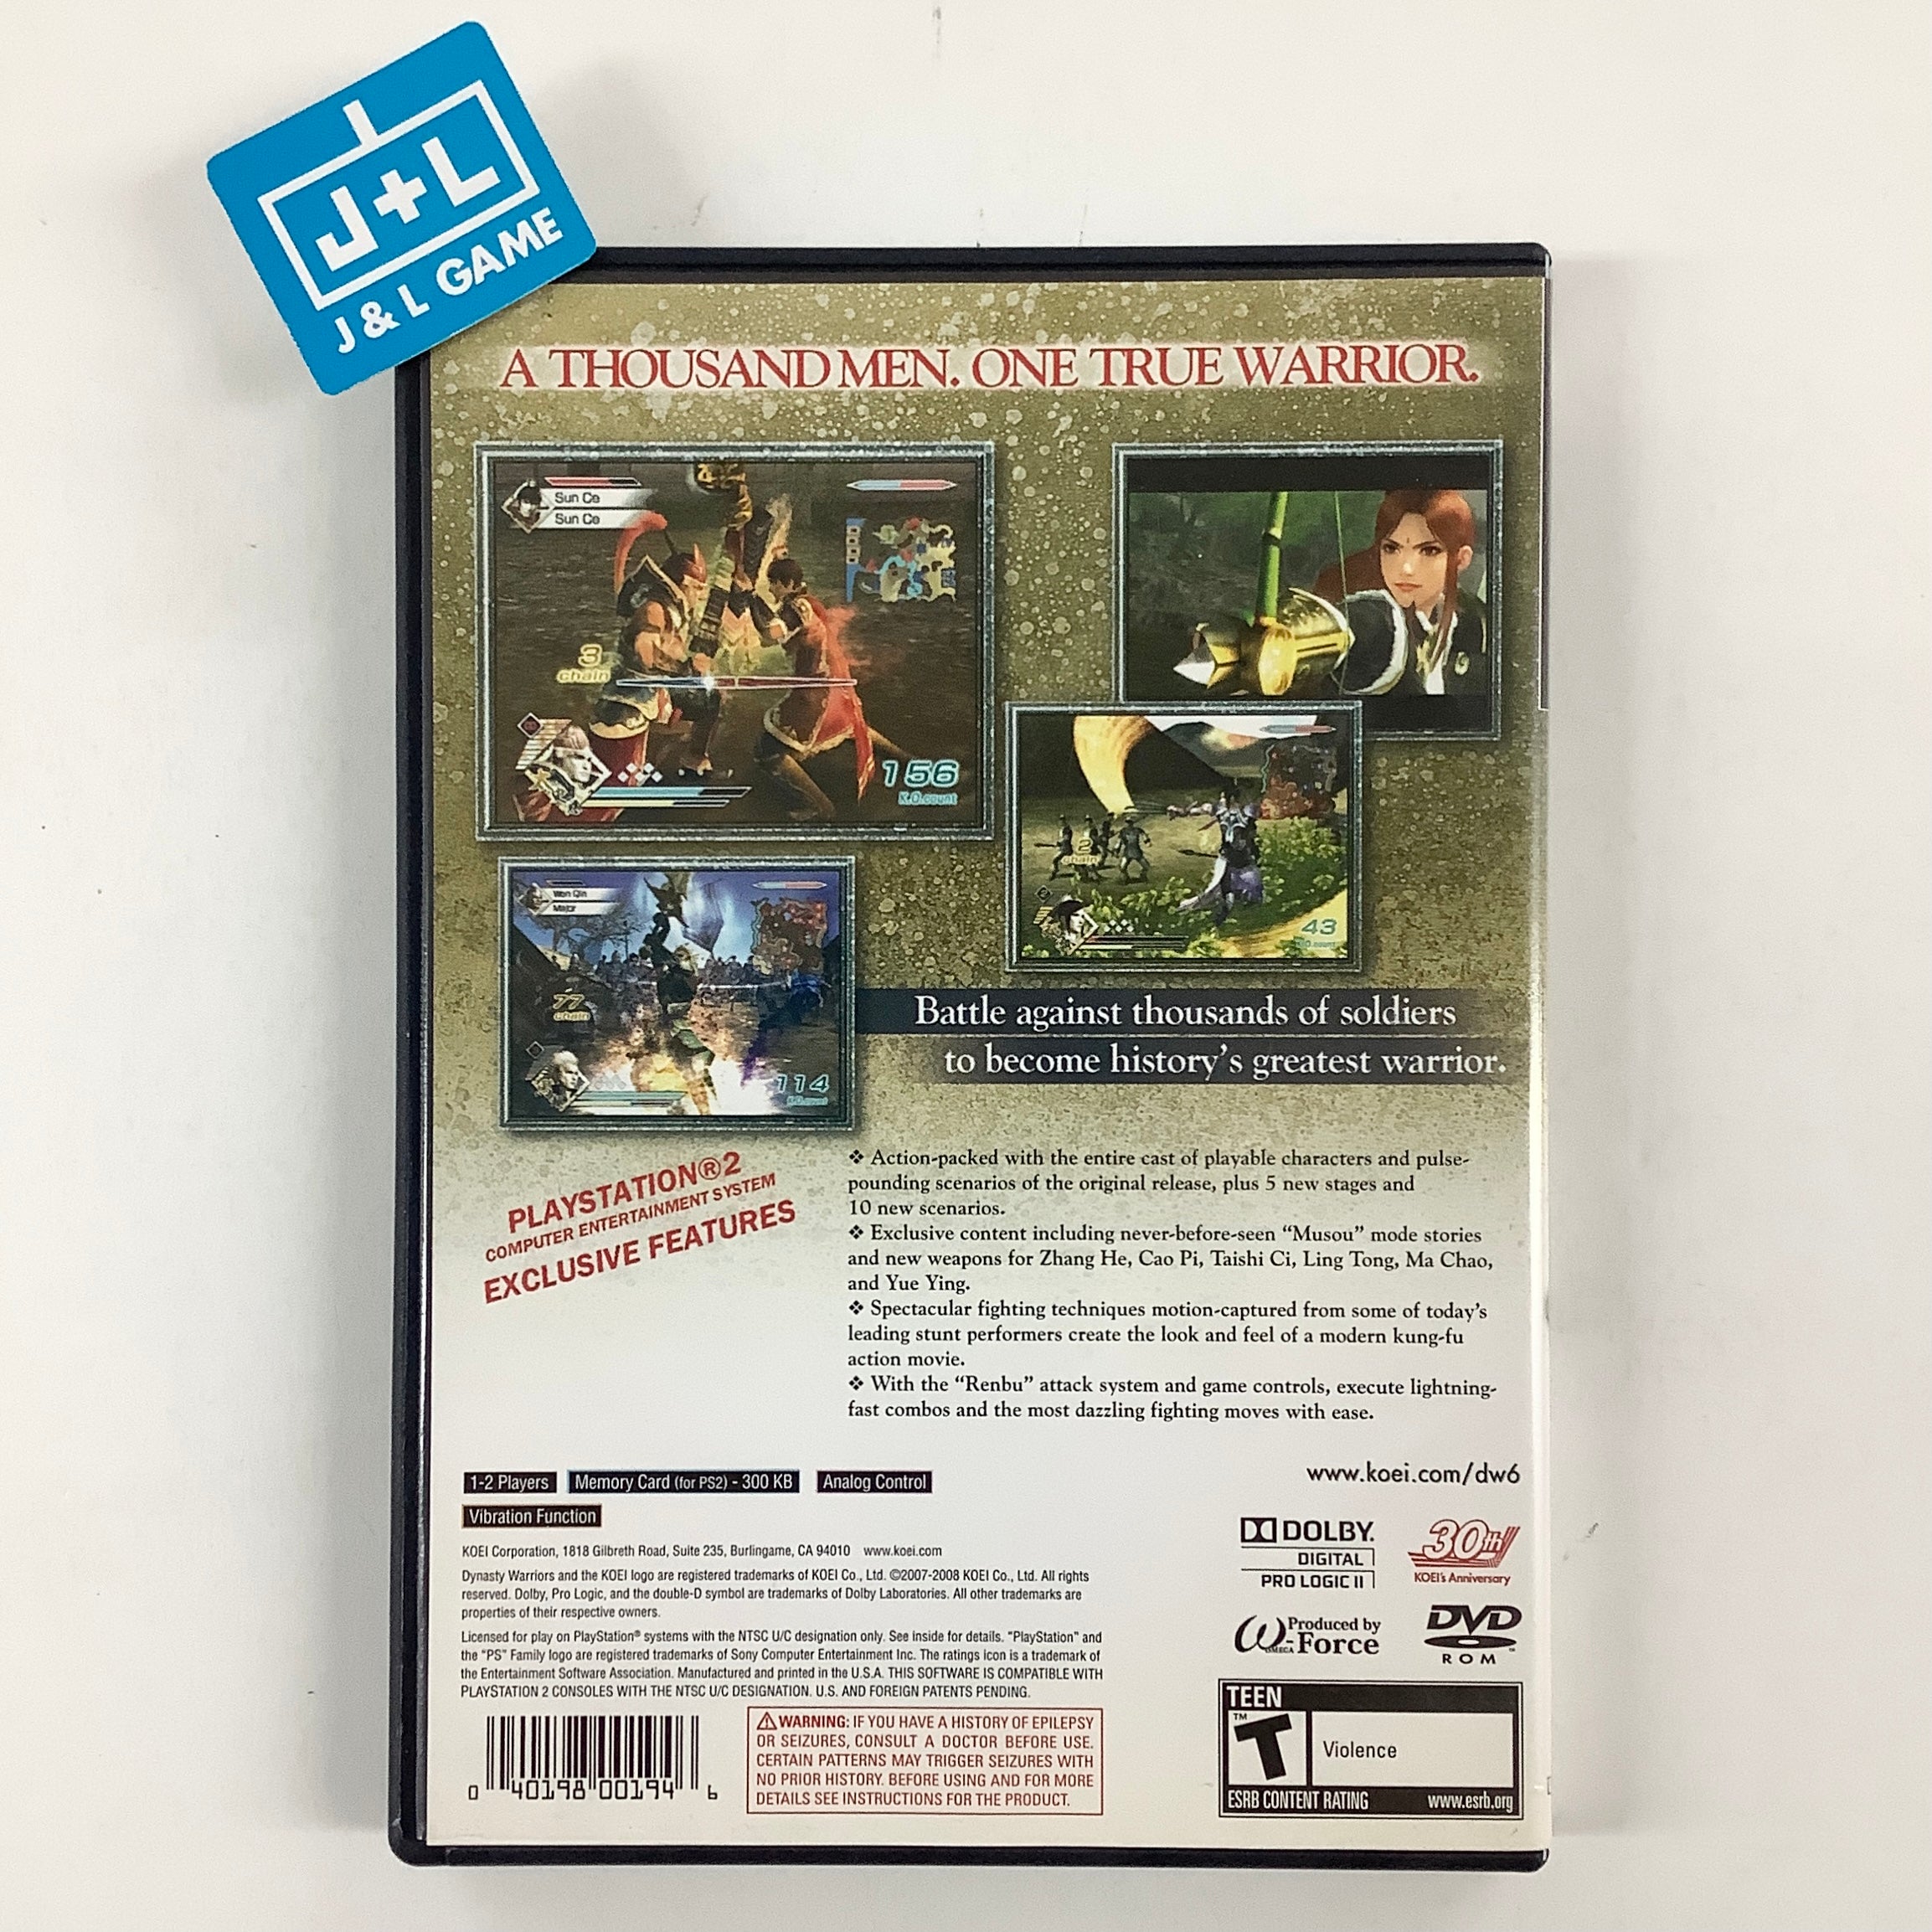 J+L
J & L GAME
A THOUSAND MEN. ONE TRUE WARRIOR.
Sun Ce
Sun Ce
3
chain
156
K.O.count
2
chain
43
K.O.count
Wen Qin
Major
77
chain
114
K.O.count
Battle against thousands of soldiers
to become history's greatest warrior.
PLAYSTATION®2
COMPUTER ENTERTAINMENT SYSTEM
EXCLUSIVE FEATURES
❖ Action-packed with the entire cast of playable characters and pulse-
pounding scenarios of the original release, plus 5 new stages and
10 new scenarios.
❖ Exclusive content including never-before-seen “Musou” mode stories
and new weapons for Zhang He, Cao Pi, Taishi Ci, Ling Tong, Ma Chao,
and Yue Ying.
❖ Spectacular fighting techniques motion-captured from some of today’s
leading stunt performers create the look and feel of a modern kung-fu
action movie.
❖ With the “Renbu” attack system and game controls, execute lightning-
fast combos and the most dazzling fighting moves with ease.
1-2 Players
Memory Card (for PS2) - 300 KB
Analog Control
Vibration Function
www.koei.com/dw6
KOEI Corporation, 1818 Gilbreth Road, Suite 235, Burlingame, CA 94010 www.koei.com
Dynasty Warriors and the KOEI logo are registered trademarks of KOEI Co., Ltd. ©2007-2008 KOEI Co., Ltd. All rights
reserved. Dolby, Pro Logic, and the double-D symbol are trademarks of Dolby Laboratories. All other trademarks are
properties of their respective owners.
Licensed for play on PlayStation® systems with the NTSC U/C designation only. See inside for details. "PlayStation" and
the "PS" Family logo are registered trademarks of Sony Computer Entertainment Inc. The ratings icon is a trademark of
the Entertainment Software Association. Manufactured and printed in the U.S.A. THIS SOFTWARE IS COMPATIBLE WITH
PLAYSTATION 2 CONSOLES WITH THE NTSC U/C DESIGNATION. U.S. AND FOREIGN PATENTS PENDING.
DOLBY.
DIGITAL
PRO LOGIC II
30th
KOEI's Anniversary
Produced by
ω-Force
OMEGA
DVD
ROM
0 40198 00194 6
WARNING: IF YOU HAVE A HISTORY OF EPILEPSY
OR SEIZURES, CONSULT A DOCTOR BEFORE USE.
CERTAIN PATTERNS MAY TRIGGER SEIZURES WITH
NO PRIOR HISTORY. BEFORE USING AND FOR MORE
DETAILS SEE INSTRUCTIONS FOR THE PRODUCT.
TEEN
T™
Violence
ESRB CONTENT RATING www.esrb.org